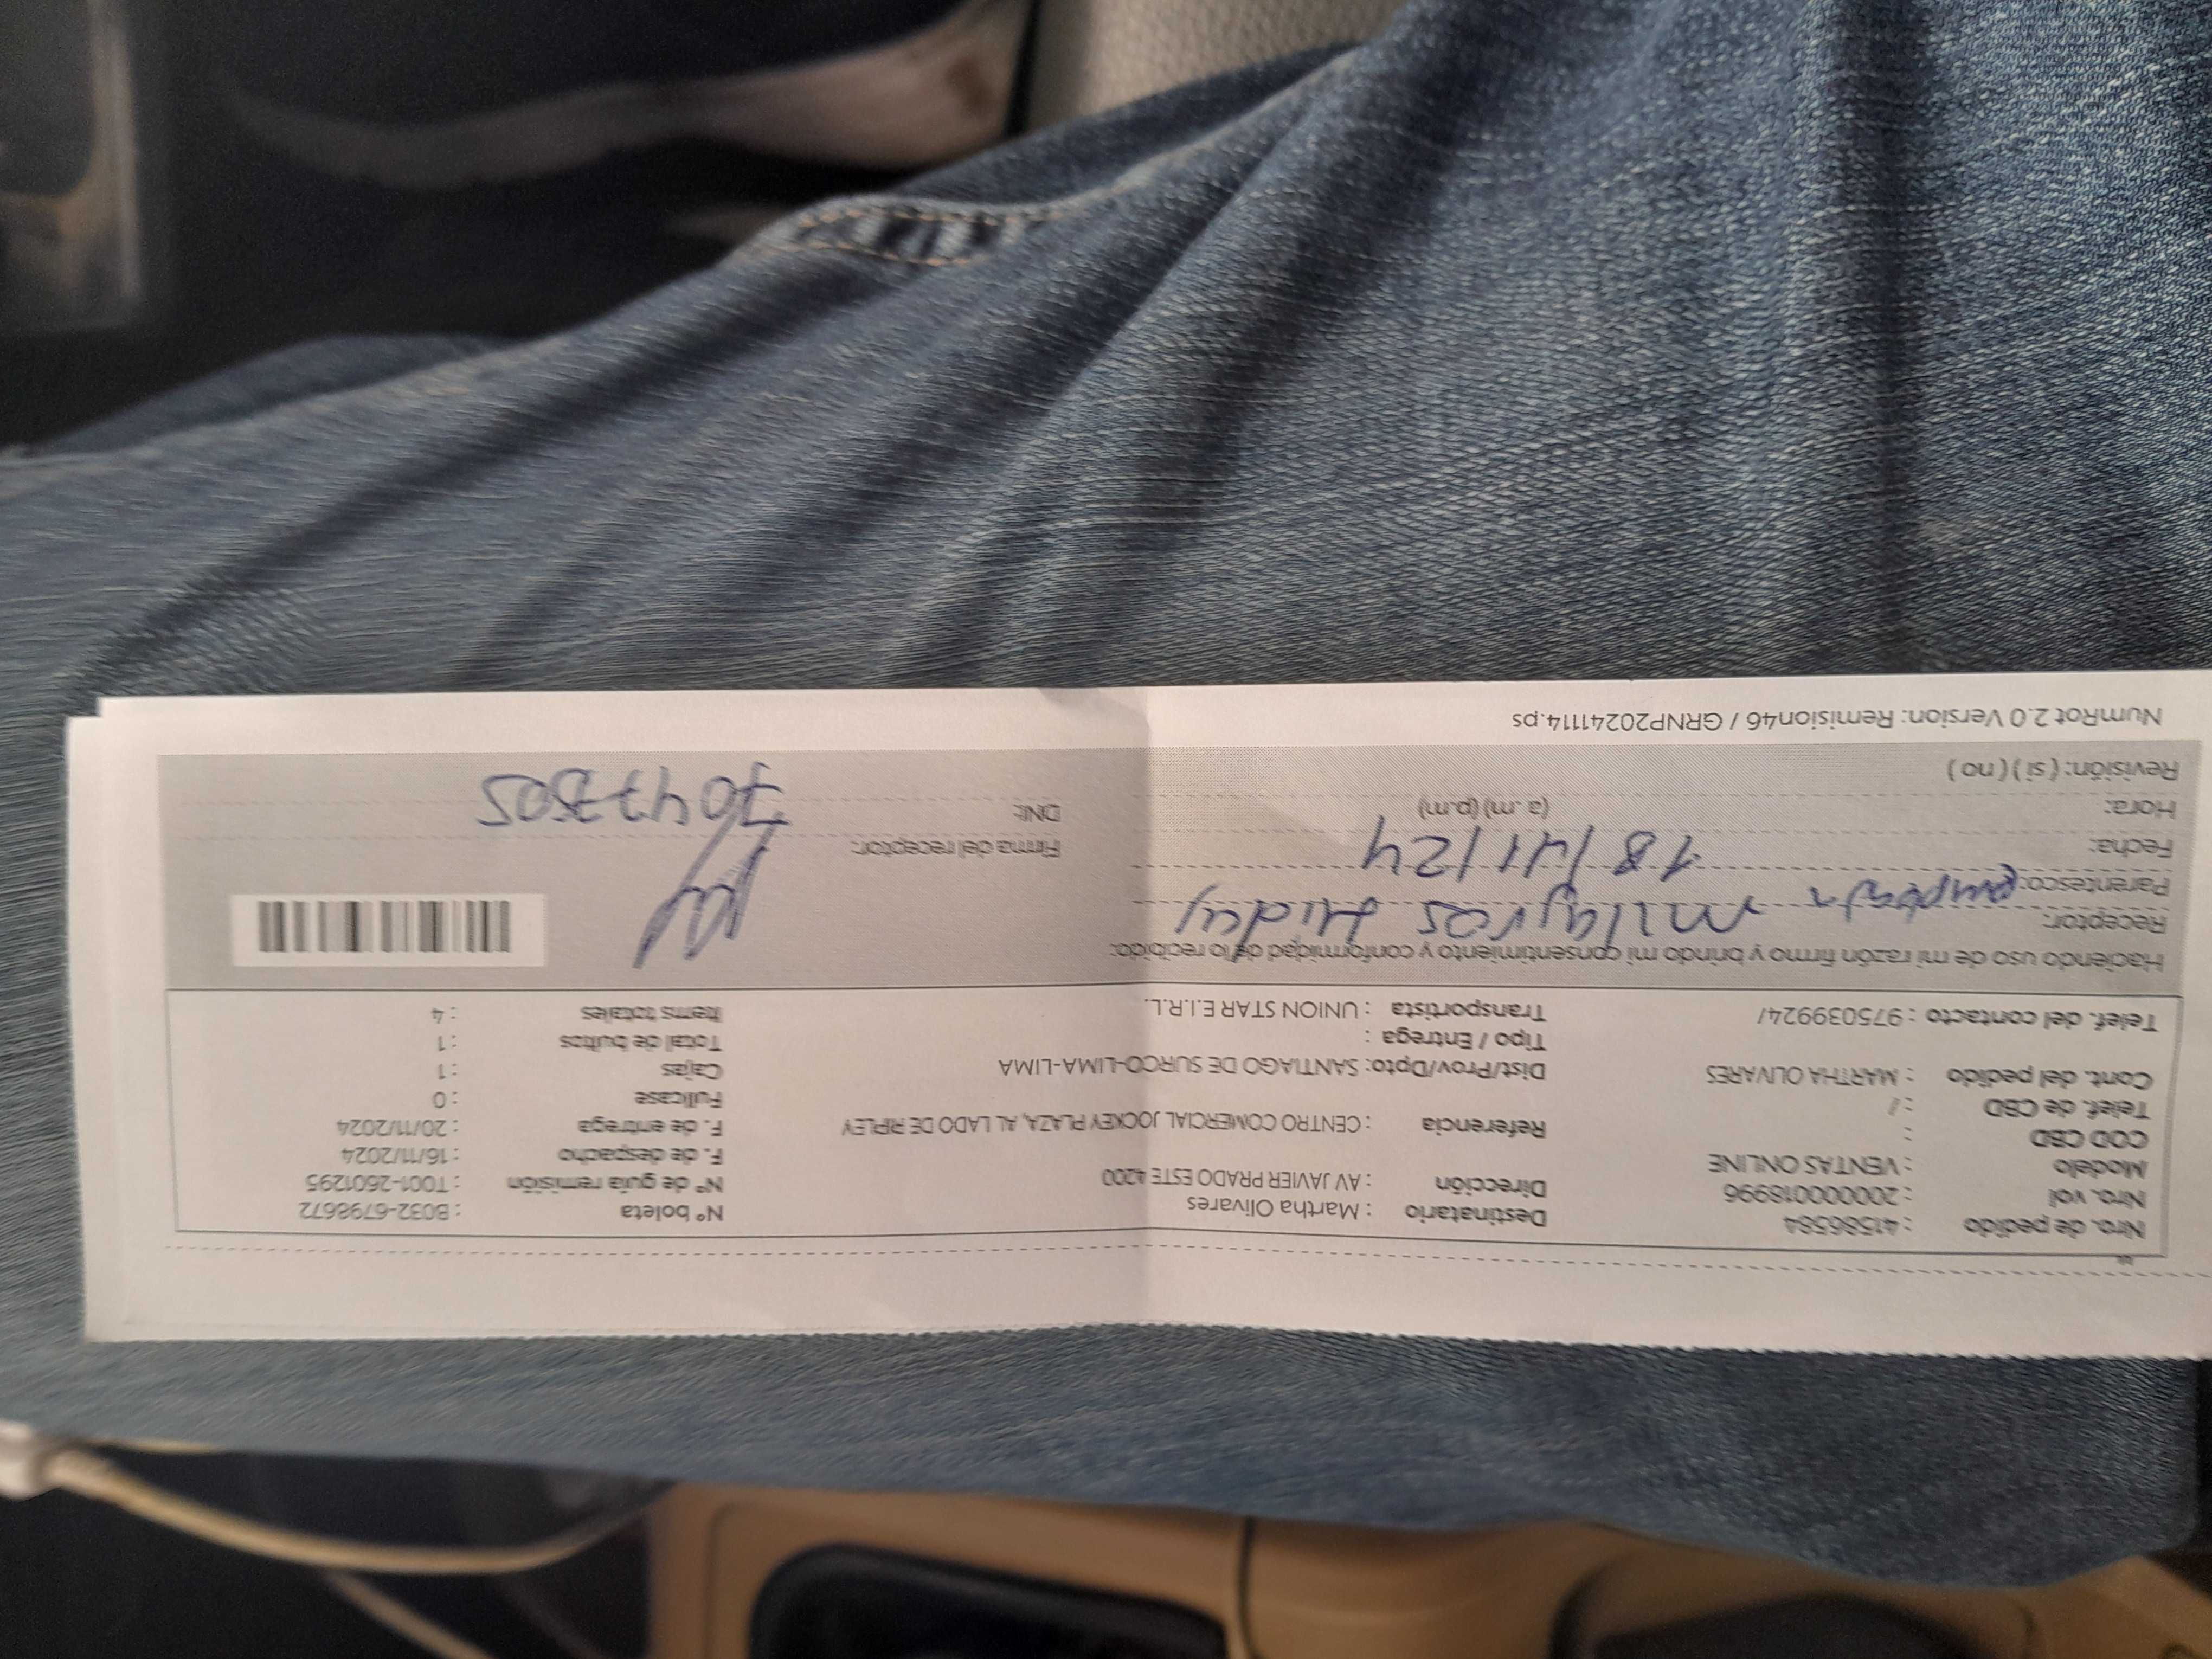 Nro. de pedido : 41586584
Nro. vol : 20000018996
Modelo : VENTAS ONLINE
COD CBD :
Telef. de CBD : /
Cont. del pedido : MARTHA OLIVARES
Telef. del contacto : 975039924/
Destinatario : Martha Olivares
Dirección : AV JAVIER PRADO ESTE 4200
Referencia : CENTRO COMERCIAL JOCKEY PLAZA, AL LADO DE RIPLEY
Dist/Prov/Dpto: SANTIAGO DE SURCO-LIMA-LIMA
Tipo / Entrega :
Transportista : UNION STAR E.I.R.L.
N° boleta : B032-6798672
N° de guía remisión : T001-2601295
F. de despacho : 16/11/2024
F. de entrega : 20/11/2024
Fullcase : 0
Cajas : 1
Total de bultos : 1
Items totales : 4
Haciendo uso de mi razón firmo y brindo mi consentimiento y conformidad de lo recibido:
Receptor: Milagros
Parentesco:
Fecha: 18/11/24
Hora: (a.m) (p.m)
Revisión: ( si ) ( no )
Firma del receptor:
DNI:
NumRot 2.0 Version: Remision46 / GRNP20241114.ps